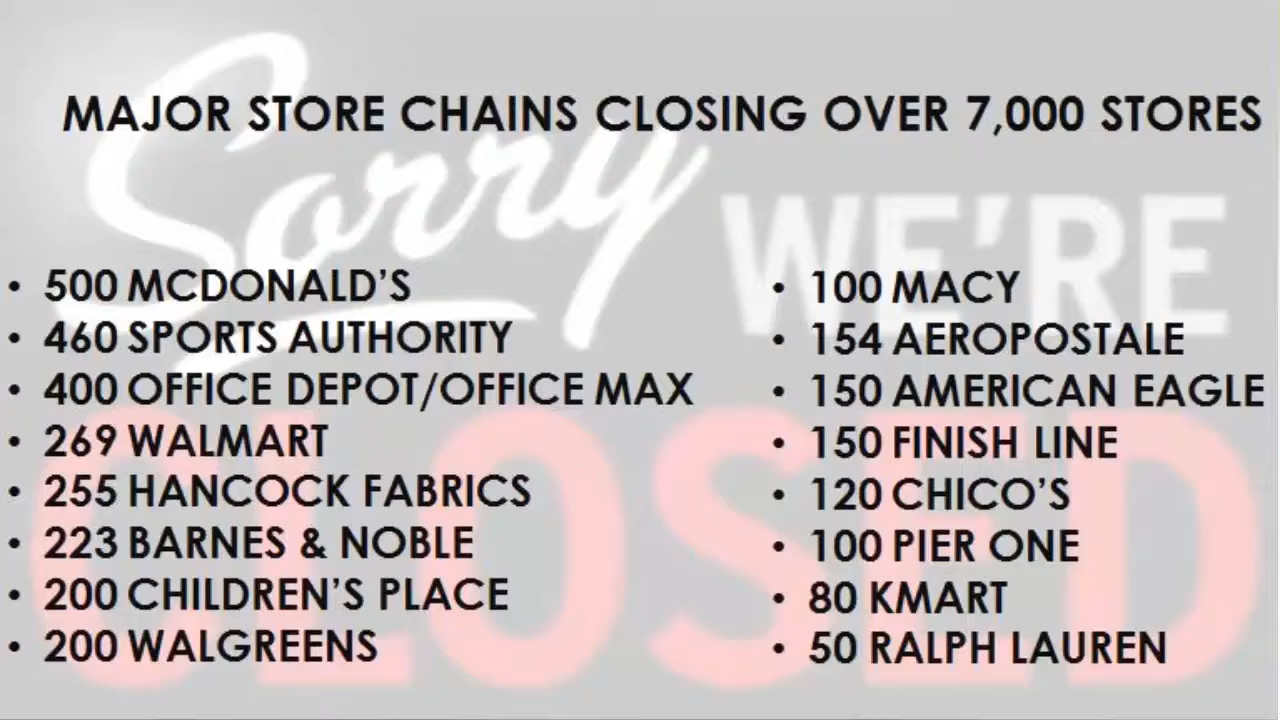 MAJOR STORE CHAINS CLOSING OVER 7,000 STORES
Sorry
WE'RE
CLOSED
• 500 MCDONALD'S
• 460 SPORTS AUTHORITY
• 400 OFFICE DEPOT/OFFICE MAX
• 269 WALMART
• 255 HANCOCK FABRICS
• 223 BARNES & NOBLE
• 200 CHILDREN'S PLACE
• 200 WALGREENS
• 100 MACY
• 154 AEROPOSTALE
• 150 AMERICAN EAGLE
• 150 FINISH LINE
• 120 CHICO'S
• 100 PIER ONE
• 80 KMART
• 50 RALPH LAUREN